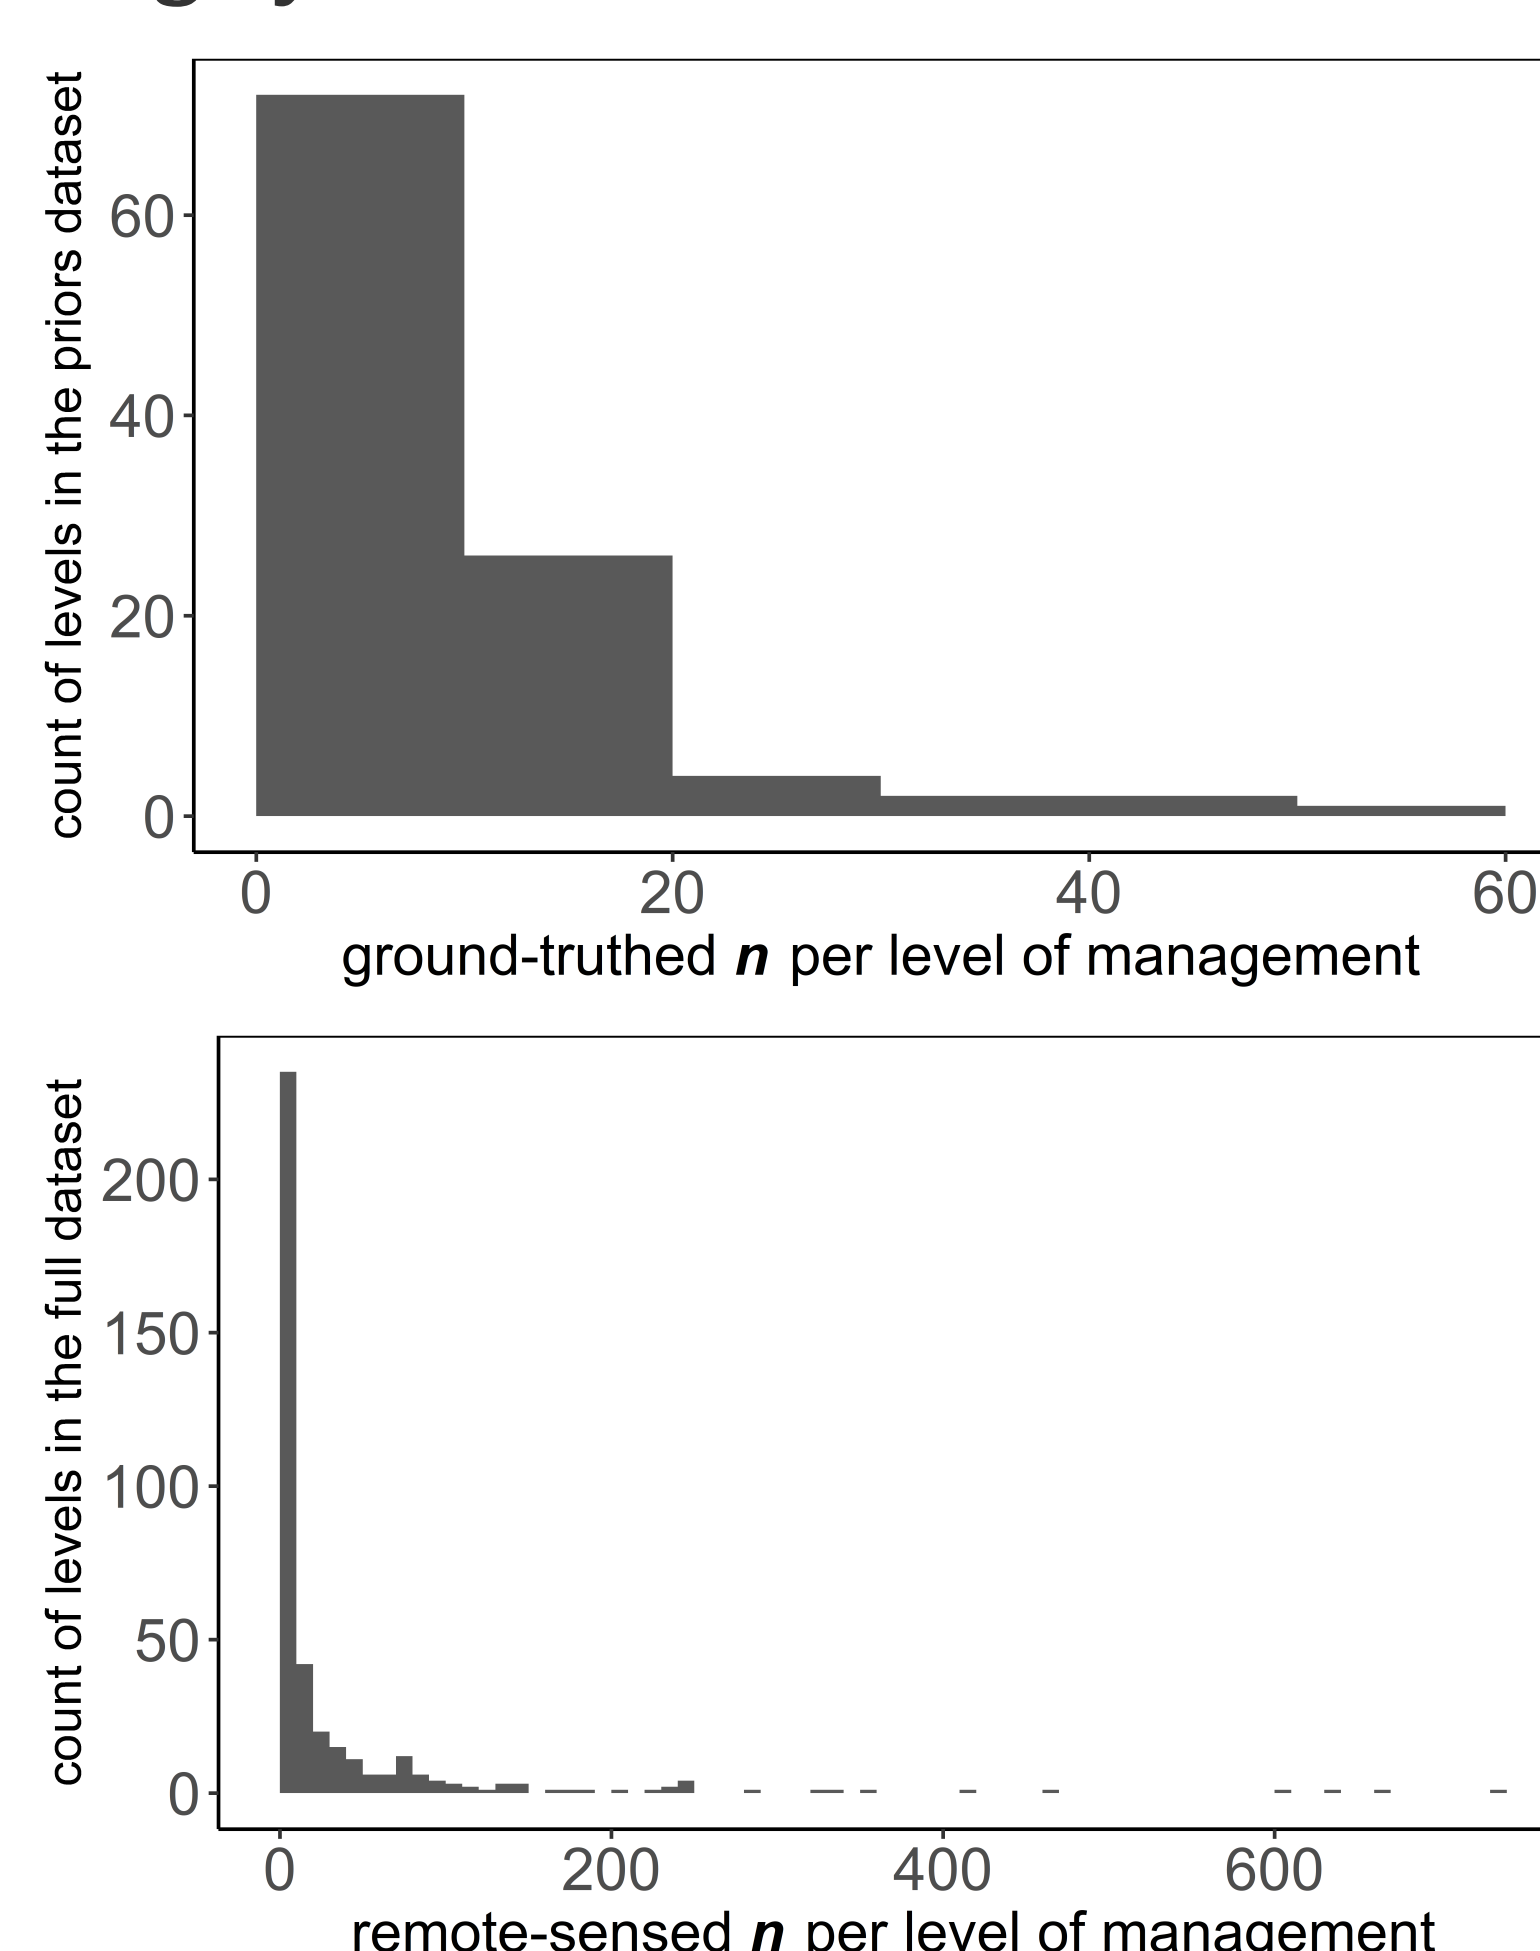 count of levels in the priors dataset
60
40
20
0
0 20 40 60
ground-truthed n per level of management
count of levels in the full dataset
200
150
100
50
0
0 200 400 600
remote-sensed n per level of management